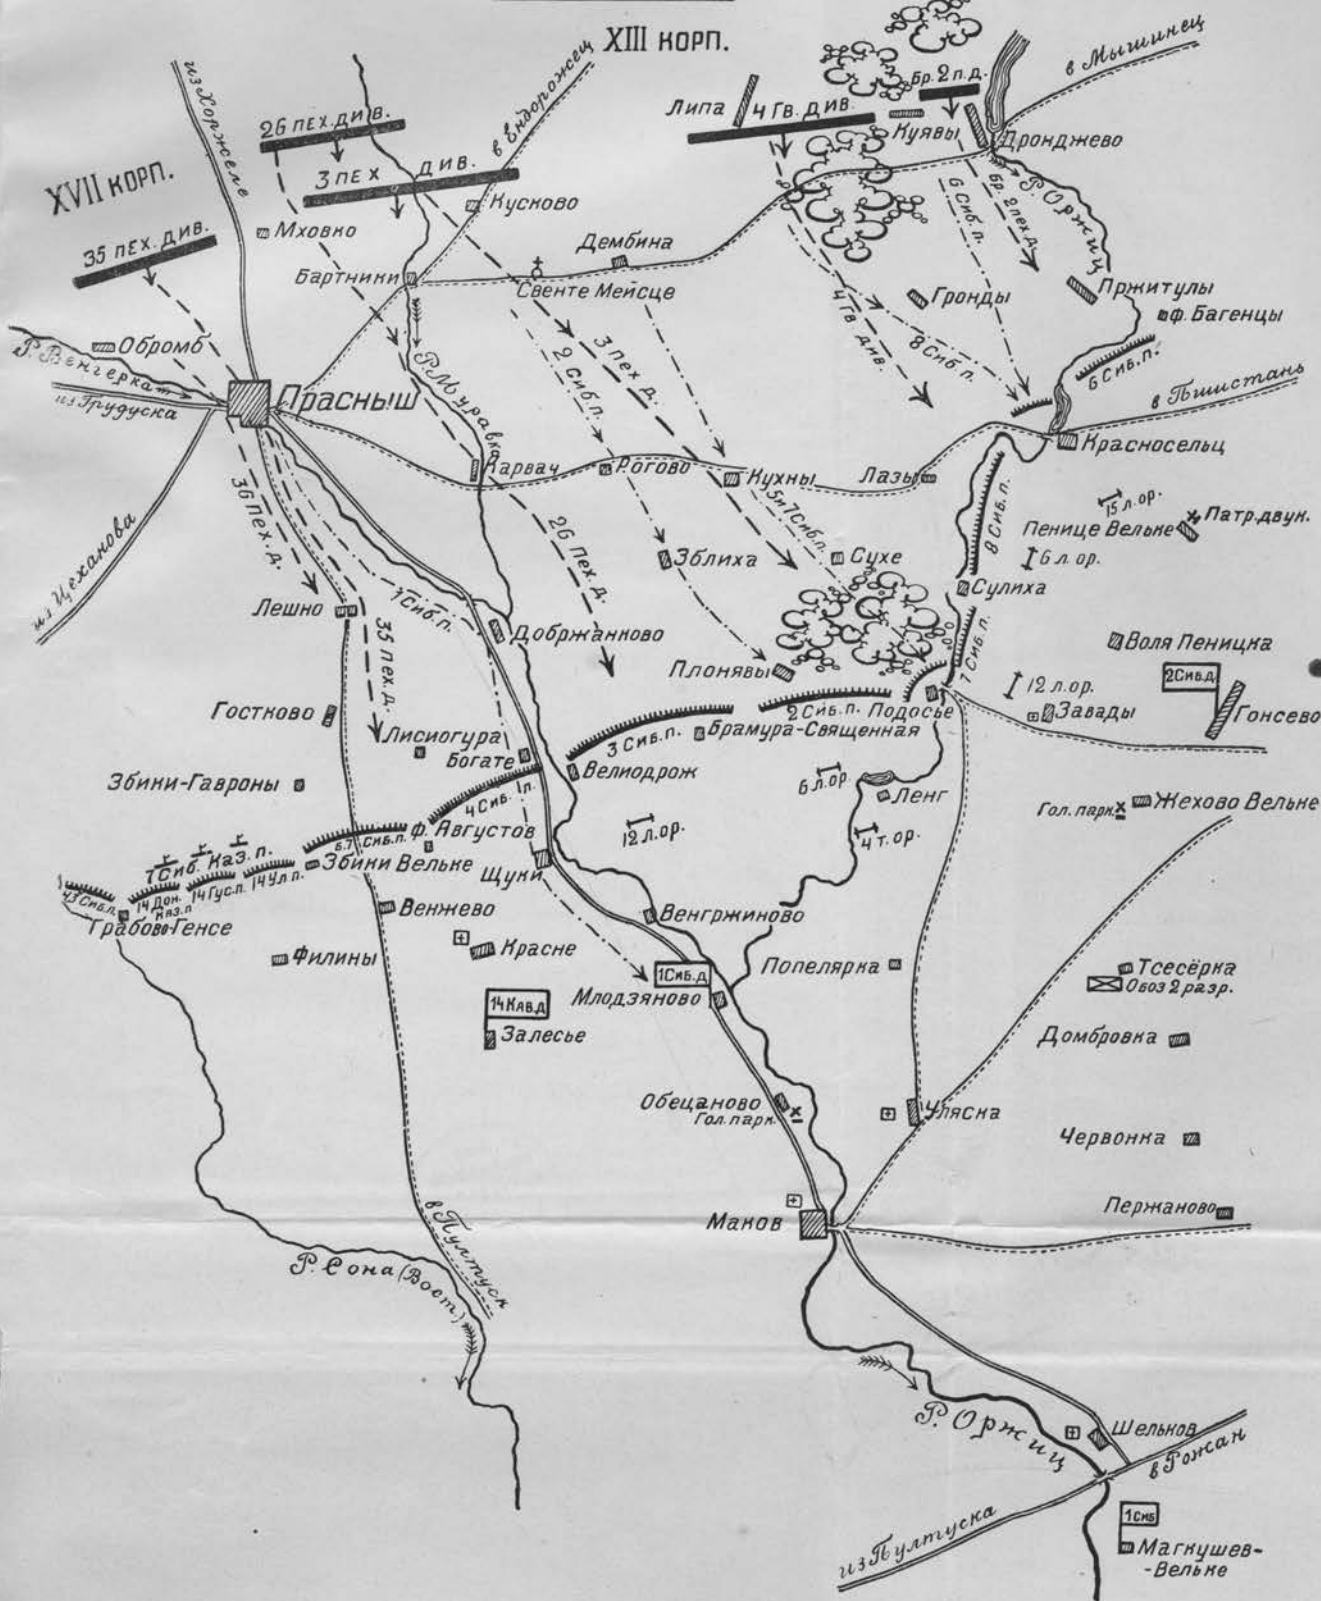 XIII КОРП.
в Мышинец
из Хоржеле
в Ендорожец
Бр. 2 п.д.
Липа
4 ГВ. ДИВ.
Куявы
Дронджево
26 ПЕХ. ДИВ.
3 ПЕХ ДИВ.
XVII КОРП.
Кусково
Р. Оржиц
6 Сиб. п.
Бр. 2 пех. д.
35 ПЕХ. ДИВ.
Мховко
Дембина
Бартники
Свенте Мейсце
Гронды
Пржитулы
ф. Багенцы
4 Гв. див.
8 Сиб. п.
6 Сиб. п.
Обромб
Р. Венгерка
из Грудуска
Прасныш
Р. Муравка
2 Сиб. п.
3 пех. д.
в Пшистань
Красносельц
Карвач
Рогово
Кухны
Лазы
5 и 7 Сиб. п.
8 Сиб. п.
15 л. ор.
Пенице Вельке
Патр. двук.
6 л. ор.
36 Пех. д.
из Цеханова
26 Пех. д.
Зблиха
Сухе
Сулиха
Лешно
1 Сиб. п.
Добржанково
35 пех. д.
7 Сиб. п.
Воля Пеницка
Плонявы
2 Сиб. д.
12 л. ор.
Гонсево
Завады
Гостково
Лисиогура
Богате
3 Сиб. п.
Брамура-Священная
2 Сиб. п.
Подосье
Збики-Гавроны
Велиодрож
4 Сиб. п.
6 л. ор.
Ленг
Гол. парк
Жехово Вельке
ф. Августов
12 л. ор.
4 т. ор.
7 Сиб. Каз. п.
Збики Вельке
Щуки
43 Сиб. п.
14 Дон. Каз. п
14 Гус. п.
14 Ул. п.
Грабово-Генсе
Венжево
Венгржиново
Филины
Красне
1 Сиб. д
Млодзяново
Попелярка
Тсесёрка
Обоз 2 разр.
14 Кав. д
Залесье
Домбровка
Обецаново
Гол. парк.
Уляска
Червонка
Маков
Пержаново
в Пултуск
Р. Сона (Вост.)
Р. Оржиц
Шельков
в Рожан
из Пултуска
1 Сиб
Магкушев-
-Вельке